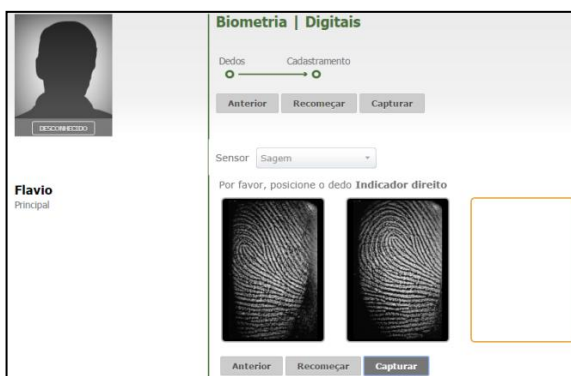 Biometria | Digitais
Dedos Cadastramento
Anterior Recomeçar Capturar
DESCONHECIDO
Sensor Sagem
Flavio
Principal
Por favor, posicione o dedo Indicador direito
Anterior Recomeçar Capturar